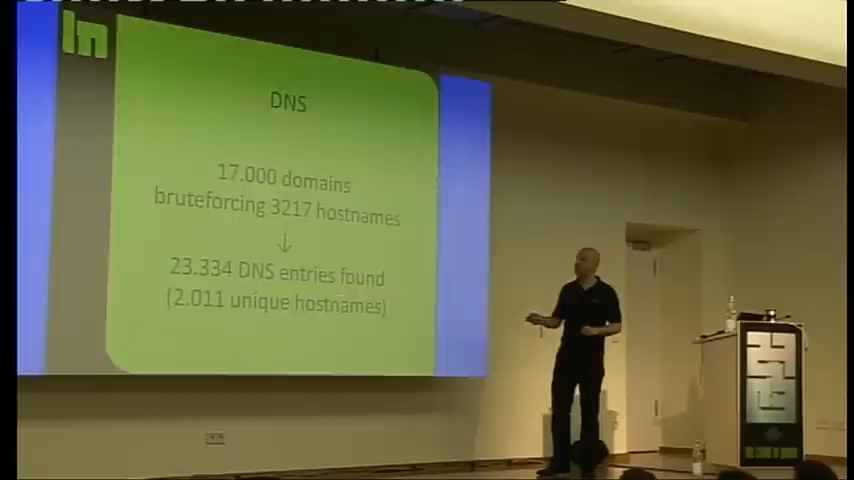 DNS
17.000 domains
bruteforcing 3217 hostnames
↓
23.334 DNS entries found
(2.011 unique hostnames)